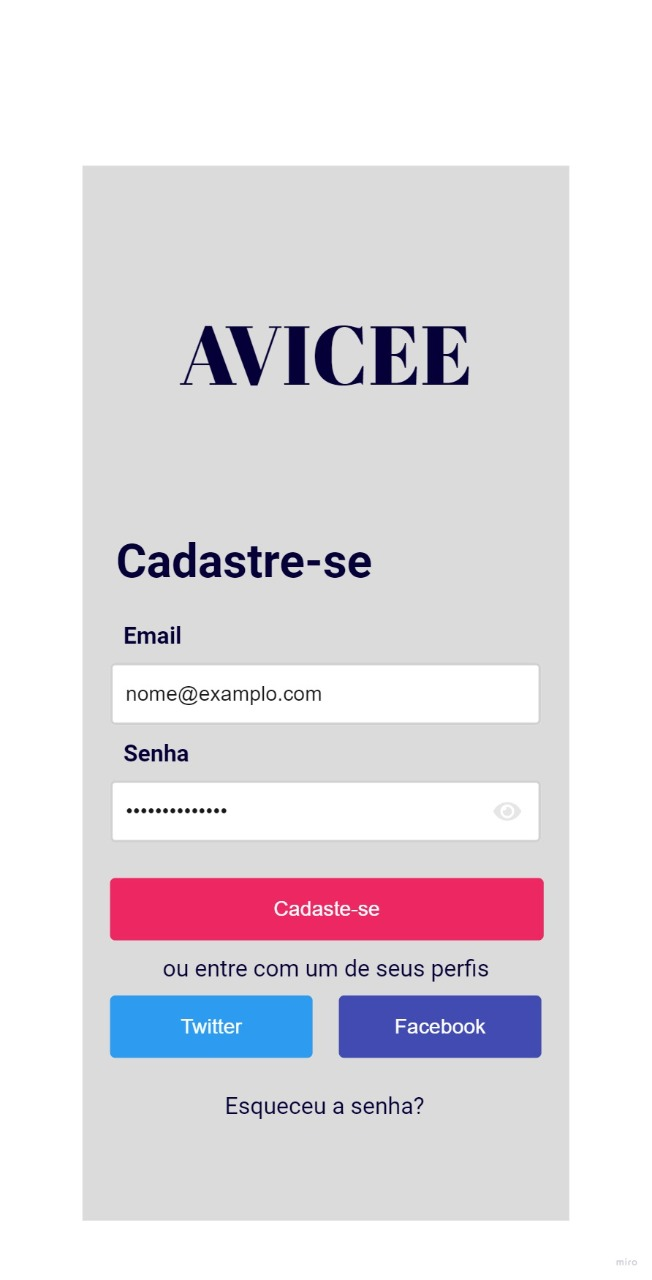 AVICEE
Cadastre-se
Email
nome@examplo.com
Senha
••••••••••••••
Cadaste-se
ou entre com um de seus perfis
Twitter
Facebook
Esqueceu a senha?
miro